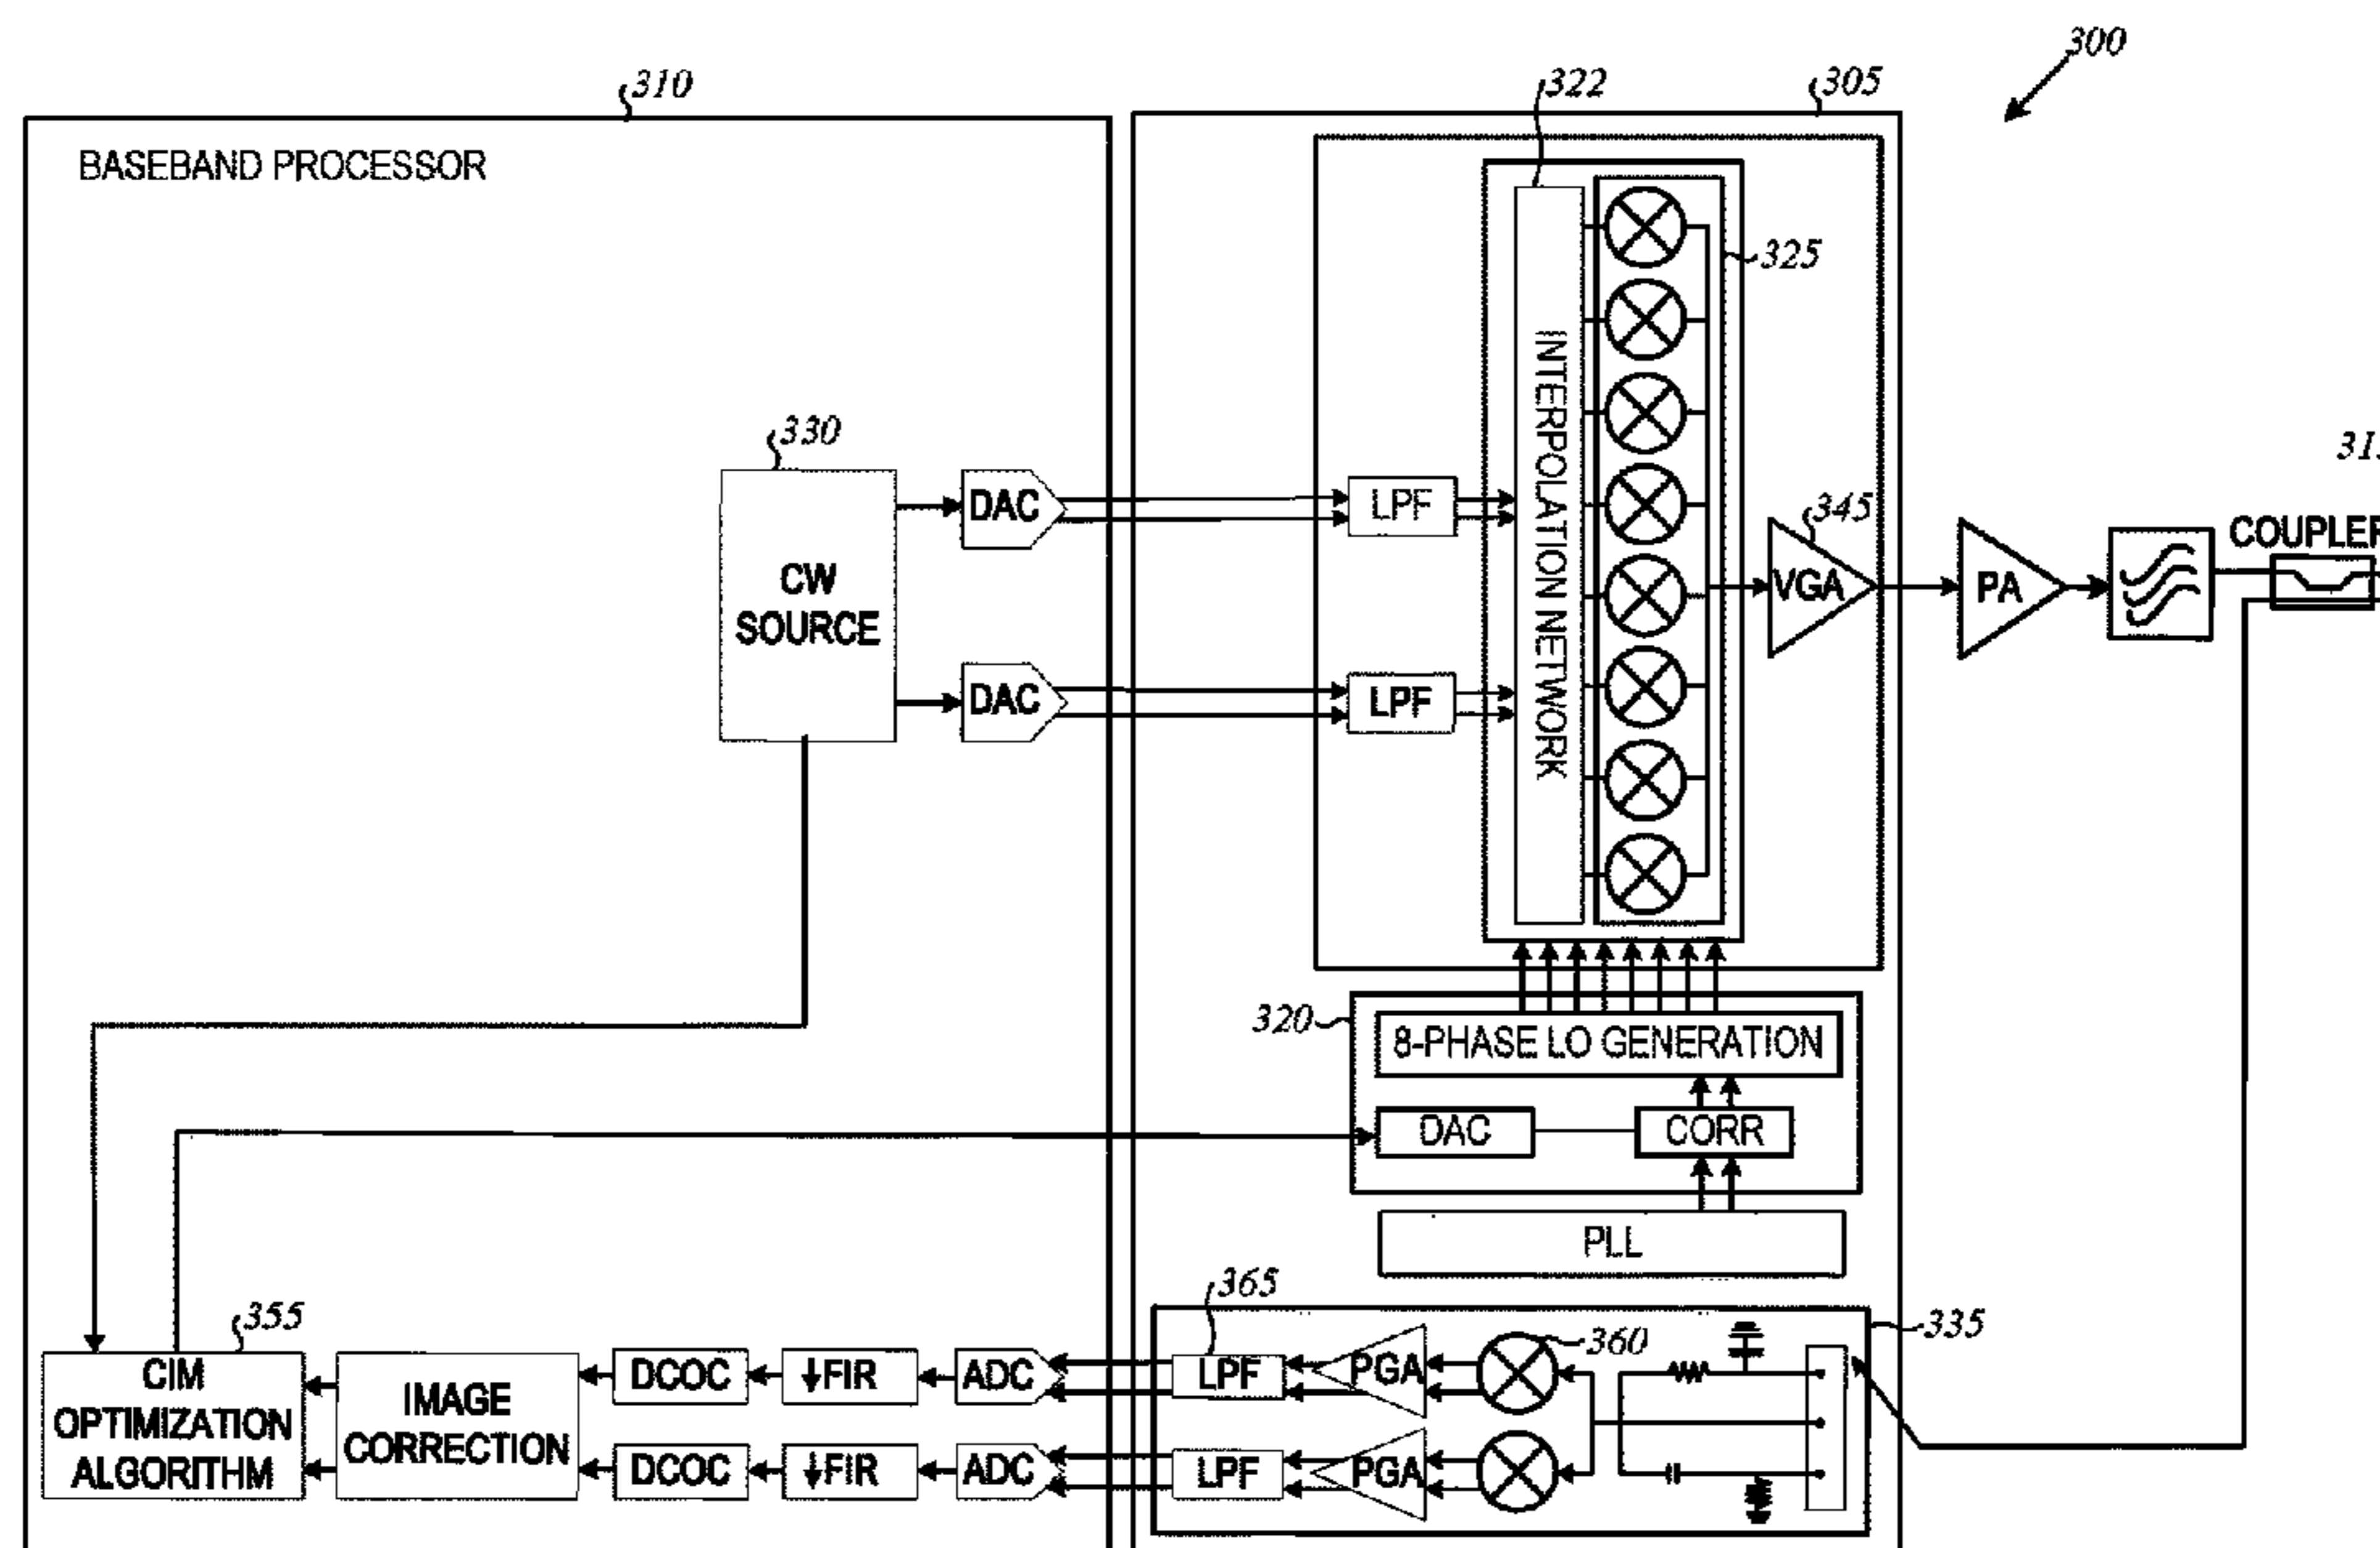 300
310
322
305
BASEBAND PROCESSOR
325
INTERPOLATION NETWORK
330
CW
SOURCE
DAC
DAC
LPF
LPF
345
VGA
PA
COUPLER
320
8-PHASE LO GENERATION
DAC
CORR
PLL
365
360
335
355
CIM
OPTIMIZATION
ALGORITHM
IMAGE
CORRECTION
DCOC
↓FIR
ADC
LPF
PGA
DCOC
↓FIR
ADC
LPF
PGA